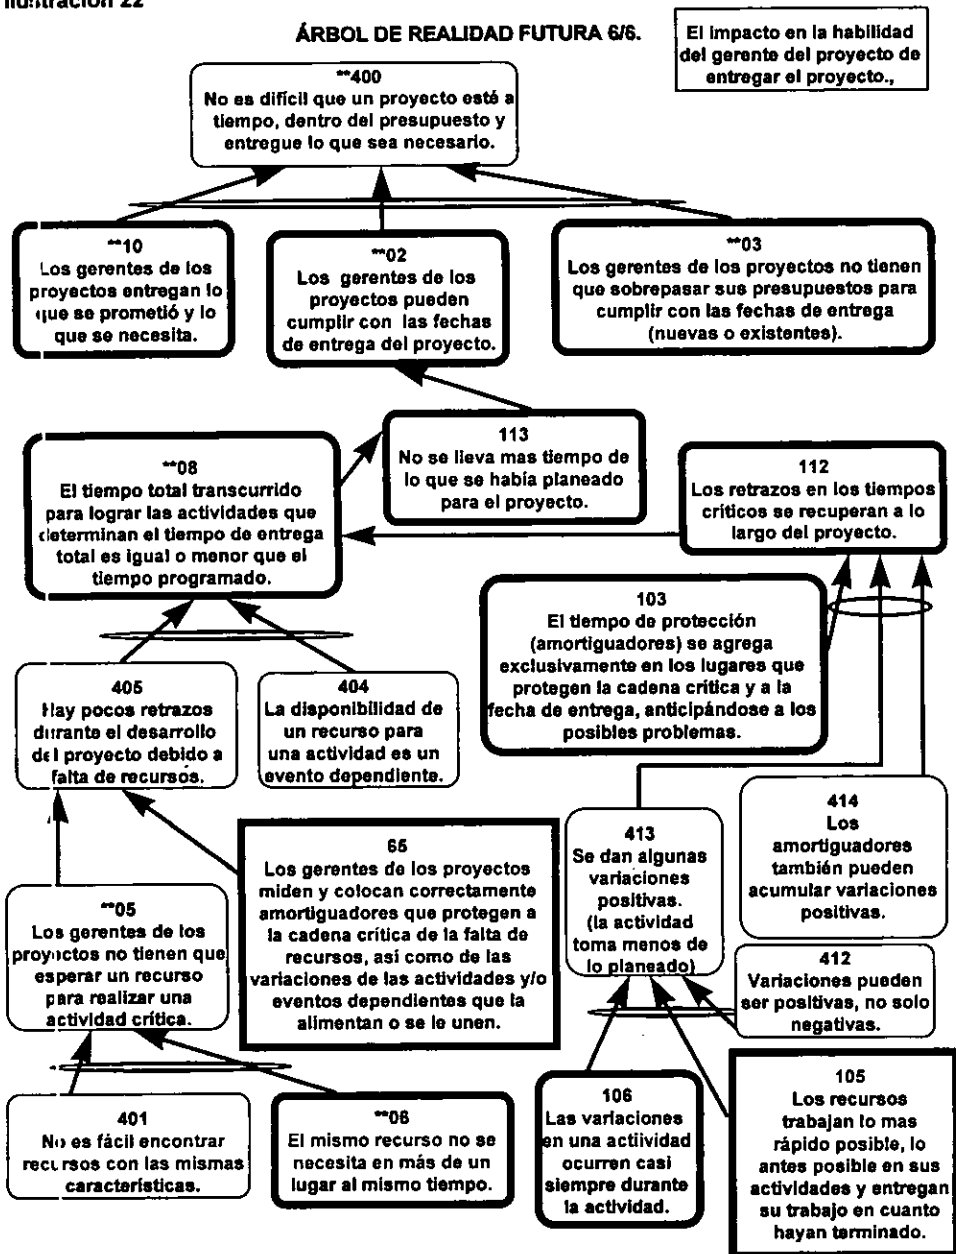 Ilustración 22
ÁRBOL DE REALIDAD FUTURA 6/6.
El impacto en la habilidad
del gerente del proyecto de
entregar el proyecto.,
**400
No es difícil que un proyecto esté a
tiempo, dentro del presupuesto y
entregue lo que sea necesario.
**10
Los gerentes de los
proyectos entregan lo
que se prometió y lo
que se necesita.
**02
Los gerentes de los
proyectos pueden
cumplir con las fechas
de entrega del proyecto.
**03
Los gerentes de los proyectos no tienen
que sobrepasar sus presupuestos para
cumplir con las fechas de entrega
(nuevas o existentes).
**08
El tiempo total transcurrido
para lograr las actividades que
determinan el tiempo de entrega
total es igual o menor que el
tiempo programado.
113
No se lleva mas tiempo de
lo que se había planeado
para el proyecto.
112
Los retrazos en los tiempos
críticos se recuperan a lo
largo del proyecto.
103
El tiempo de protección
(amortiguadores) se agrega
exclusivamente en los lugares que
protegen la cadena crítica y a la
fecha de entrega, anticipándose a los
posibles problemas.
405
Hay pocos retrazos
durante el desarrollo
del proyecto debido a
falta de recursos.
404
La disponibilidad de
un recurso para
una actividad es un
evento dependiente.
65
Los gerentes de los proyectos
miden y colocan correctamente
amortiguadores que protegen a
la cadena crítica de la falta de
recursos, así como de las
variaciones de las actividades y/o
eventos dependientes que la
alimentan o se le unen.
413
Se dan algunas
variaciones
positivas.
(la actividad
toma menos de
lo planeado)
414
Los
amortiguadores
también pueden
acumular variaciones
positivas.
**05
Los gerentes de los
proyectos no tienen que
esperar un recurso
para realizar una
actividad crítica.
412
Variaciones pueden
ser positivas, no solo
negativas.
401
No es fácil encontrar
recursos con las mismas
características.
**06
El mismo recurso no se
necesita en más de un
lugar al mismo tiempo.
106
Las variaciones
en una actiividad
ocurren casi
siempre durante
la actividad.
105
Los recursos
trabajan lo mas
rápido posible, lo
antes posible en sus
actividades y entregan
su trabajo en cuanto
hayan terminado.